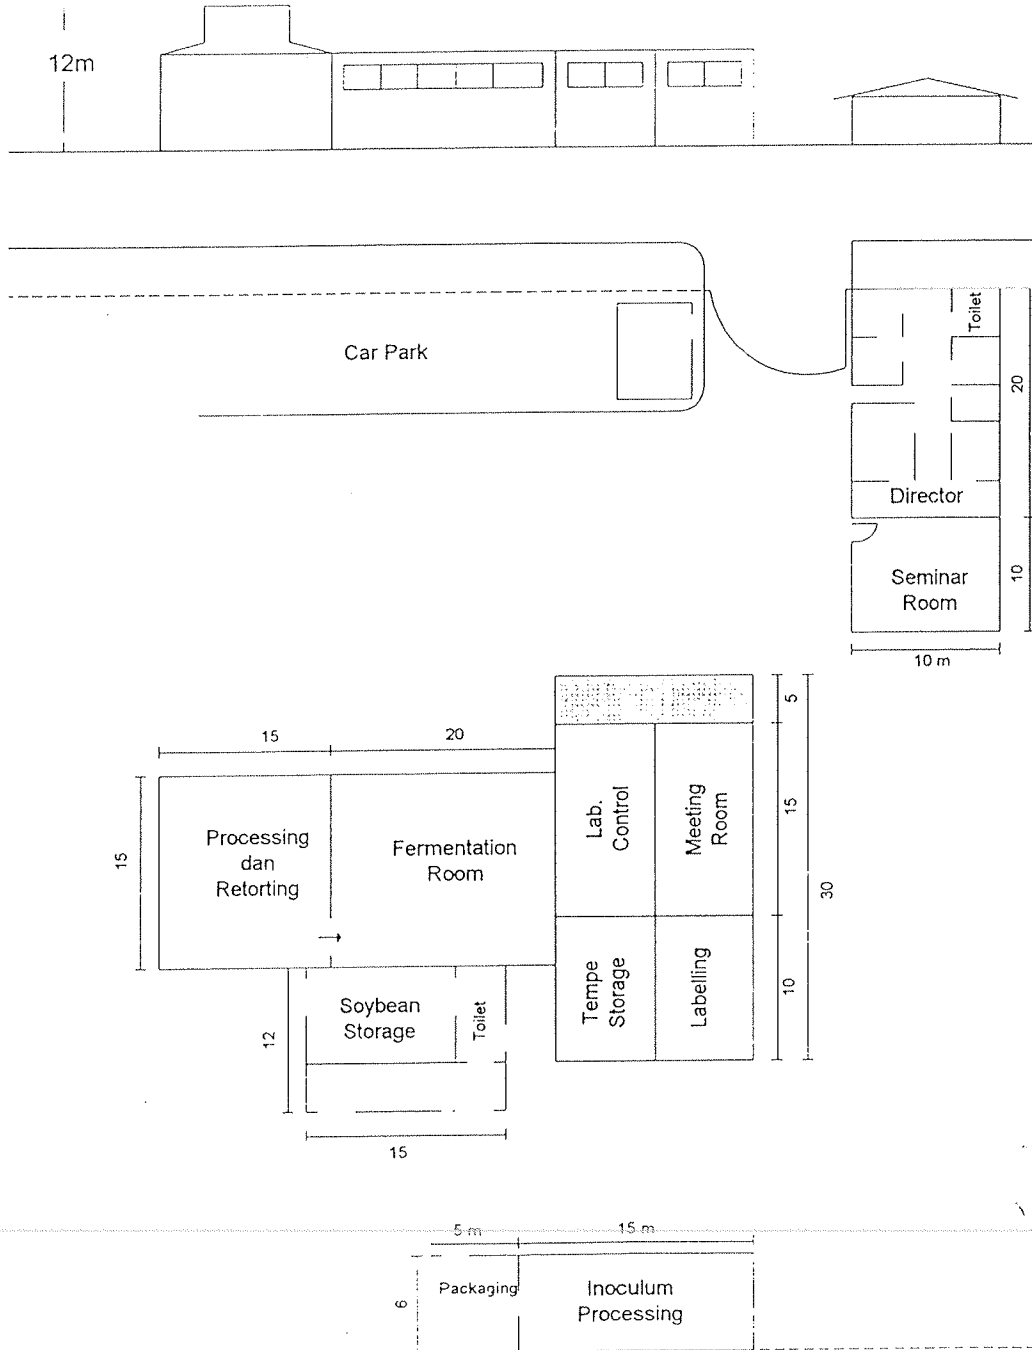 12m
Car Park
Toilet
20
Director
Seminar
Room
10
10 m
5
15
20
15
Processing
dan
Retorting
Fermentation
Room
Lab.
Control
Meeting
Room
15
30
Soybean
Storage
Toilet
Tempe
Storage
Labelling
10
12
15
5 m
15 m
6
Packaging
Inoculum
Processing